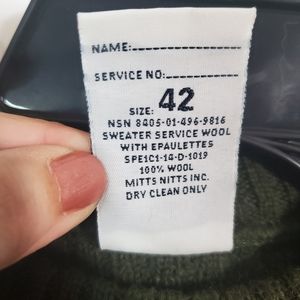 NAME:
SERVICE NO:
SIZE: 42
NSN 8405-01-496-9816
SWEATER SERVICE WOOL
WITH EPAULETTES
SPE1C1-14-D-1019
100% WOOL
MITTS NITTS INC.
DRY CLEAN ONLY